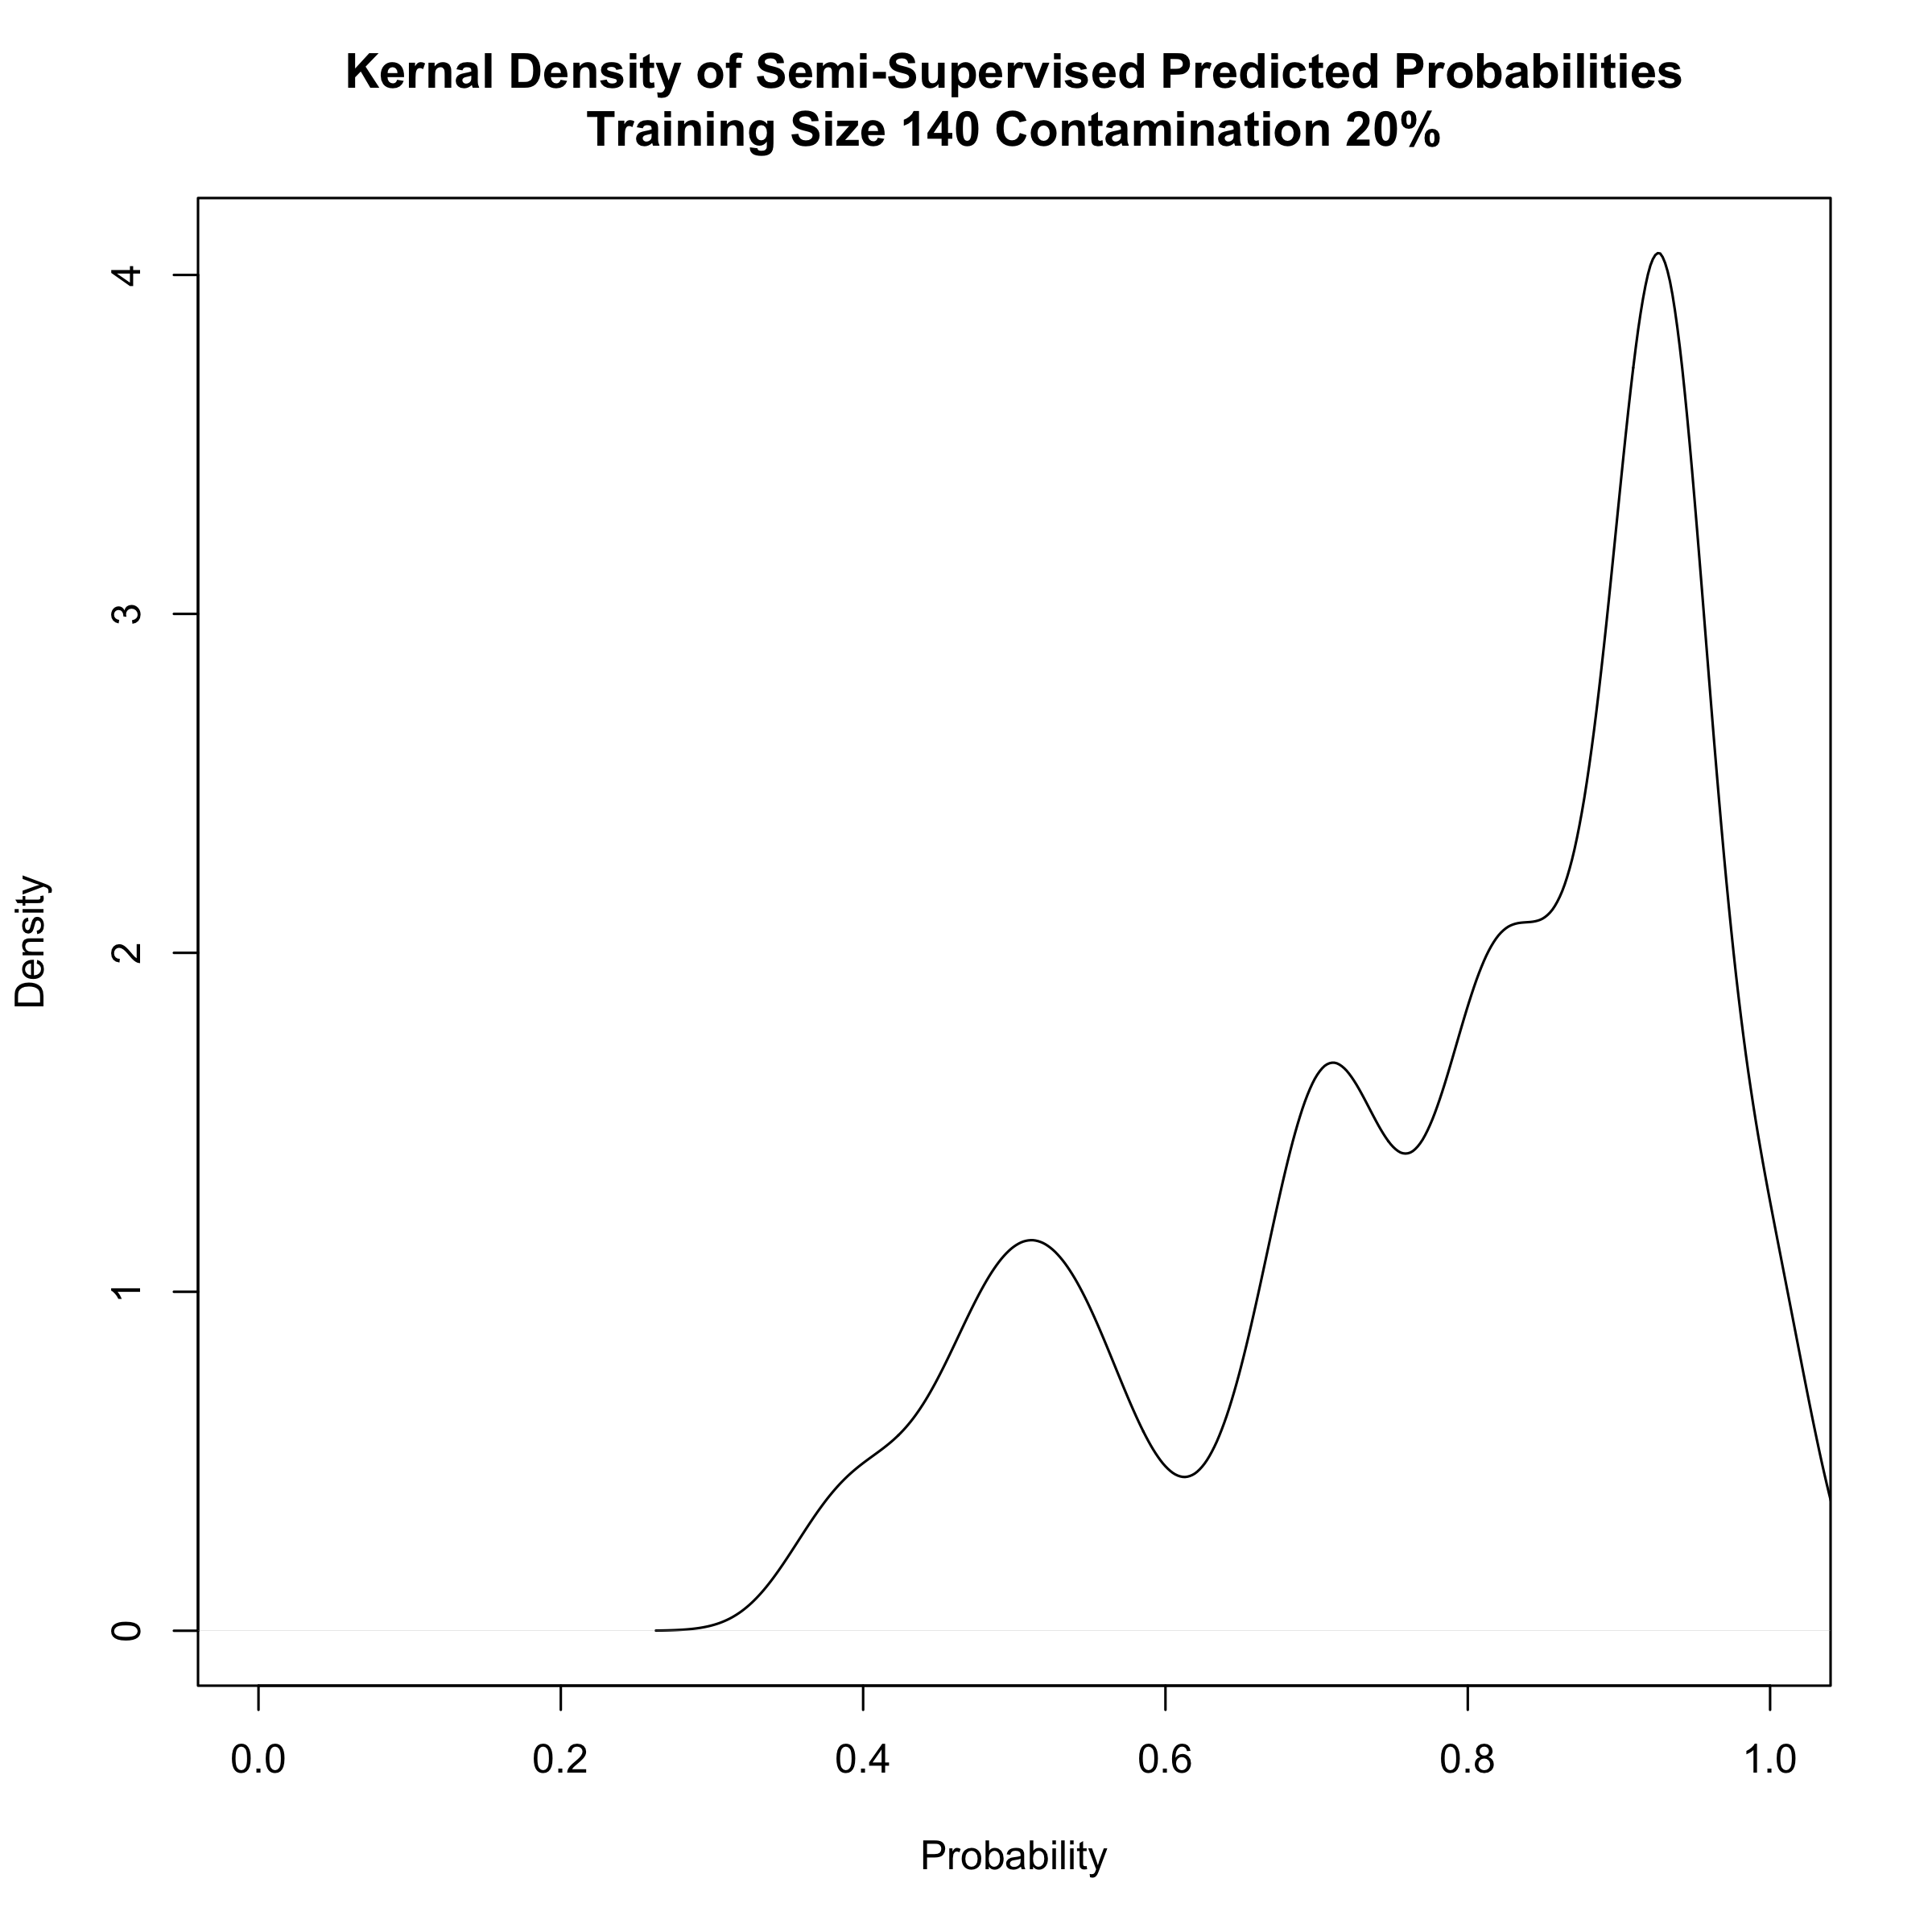 Kernal Density of Semi-Supervised Predicted Probabilities
Training Size 140 Contamination 20%
4
3
2
1
0
Density
0.0 0.2 0.4 0.6 0.8 1.0
Probability